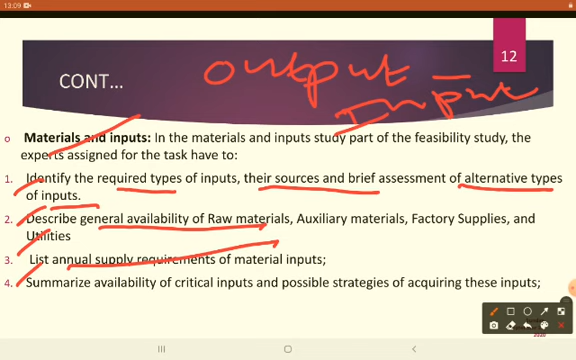 13:09
12
CONT...
output –
Input
o Materials and inputs: In the materials and inputs study part of the feasibility study, the
experts assigned for the task have to:
1. Identify the required types of inputs, their sources and brief assessment of alternative types
of inputs.
2. Describe general availability of Raw materials, Auxiliary materials, Factory Supplies, and
Utilities
3. List annual supply requirements of material inputs;
4. Summarize availability of critical inputs and possible strategies of acquiring these inputs;
2020